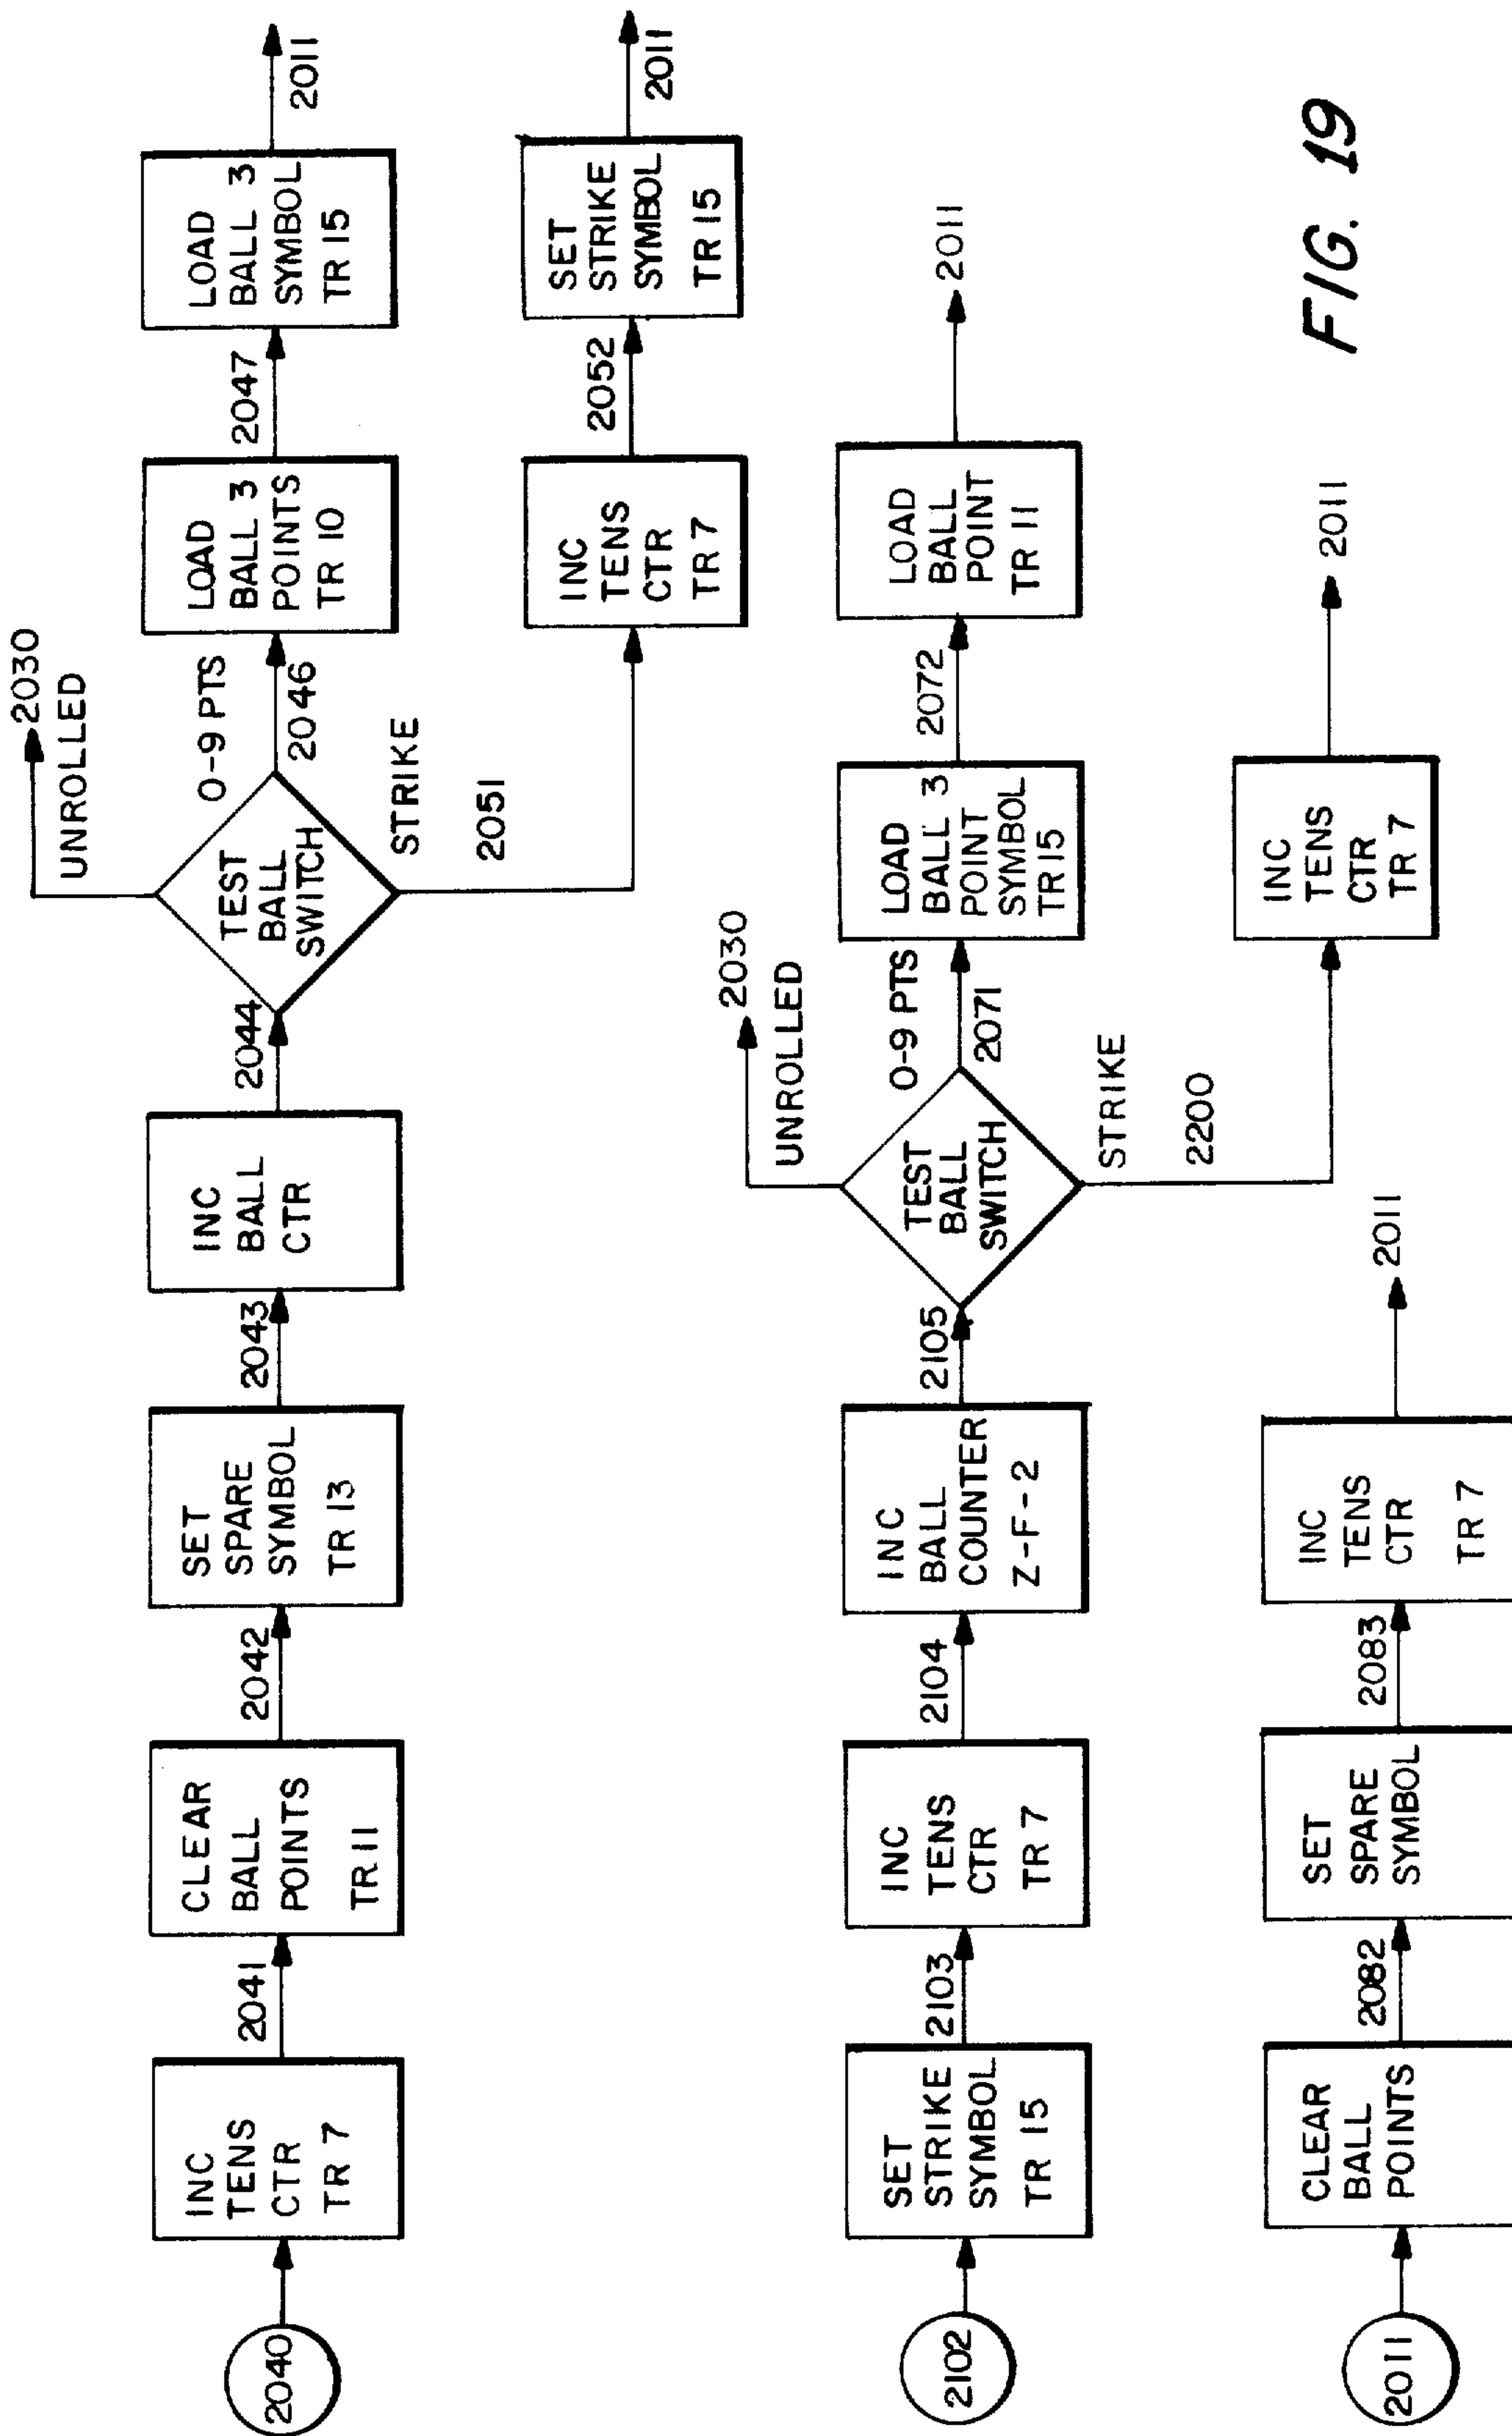 2040
INC
TENS
CTR
TR 7
2041
CLEAR
BALL
POINTS
TR 11
2042
SET
SPARE
SYMBOL
TR 13
2043
INC
BALL
CTR
2044
TEST
BALL
SWITCH
2030
UNROLLED
0-9 PTS
2046
LOAD
BALL 3
POINTS
TR 10
2047
LOAD
BALL 3
SYMBOL
TR 15
2011
STRIKE
2051
INC
TENS
CTR
TR 7
2052
SET
STRIKE
SYMBOL
TR 15
2011
2102
SET
STRIKE
SYMBOL
TR 15
2103
INC
TENS
CTR
TR 7
2104
INC
BALL
COUNTER
Z-F-2
2105
TEST
BALL
SWITCH
2030
UNROLLED
0-9 PTS
2071
LOAD
BALL 3
POINT
SYMBOL
TR 15
2072
LOAD
BALL
POINT
TR 11
2011
STRIKE
2200
INC
TENS
CTR
TR 7
2011
2011
CLEAR
BALL
POINTS
2082
SET
SPARE
SYMBOL
2083
INC
TENS
CTR
TR 7
2011
FIG. 19